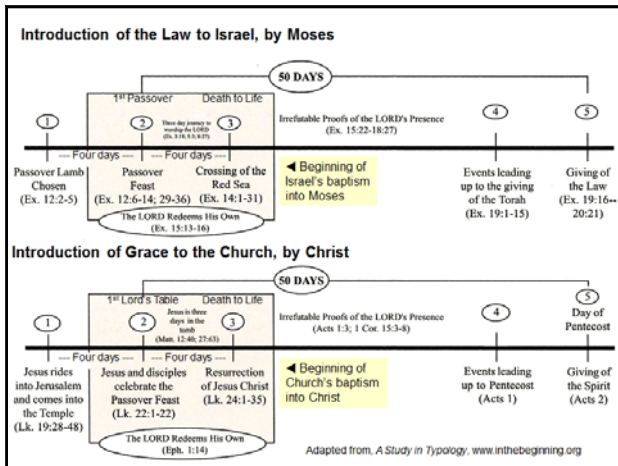 Introduction of the Law to Israel, by Moses
50 DAYS
1st Passover
Death to Life
1
2
Three day journey to
worship the LORD
(Ex. 3:18; 5:3; 8:27)
3
Irrefutable Proofs of the LORD's Presence
(Ex. 15:22-18:27)
4
5
--- Four days ---
--- Four days ---
Passover Lamb
Chosen
(Ex. 12:2-5)
Passover
Feast
(Ex. 12:6-14; 29-36)
Crossing of the
Red Sea
(Ex. 14:1-31)
◄ Beginning of
Israel's baptism
into Moses
Events leading
up to the giving
of the Torah
(Ex. 19:1-15)
Giving of
the Law
(Ex. 19:16--
20:21)
The LORD Redeems His Own
(Ex. 15:13-16)
Introduction of Grace to the Church, by Christ
50 DAYS
1st Lord's Table
Death to Life
1
2
Jesus is three
days in the
tomb
(Matt. 12:40; 27:63)
3
Irrefutable Proofs of the LORD's Presence
(Acts 1:3; 1 Cor. 15:3-8)
4
5
Day of
Pentecost
--- Four days ---
--- Four days ---
Jesus rides
into Jerusalem
and comes into
the Temple
(Lk. 19:28-48)
Jesus and disciples
celebrate the
Passover Feast
(Lk. 22:1-22)
Resurrection
of Jesus Christ
(Lk. 24:1-35)
◄ Beginning of
Church's baptism
into Christ
Events leading
up to Pentecost
(Acts 1)
Giving of
the Spirit
(Acts 2)
The LORD Redeems His Own
(Eph. 1:14)
Adapted from, A Study in Typology, www.inthebeginning.org